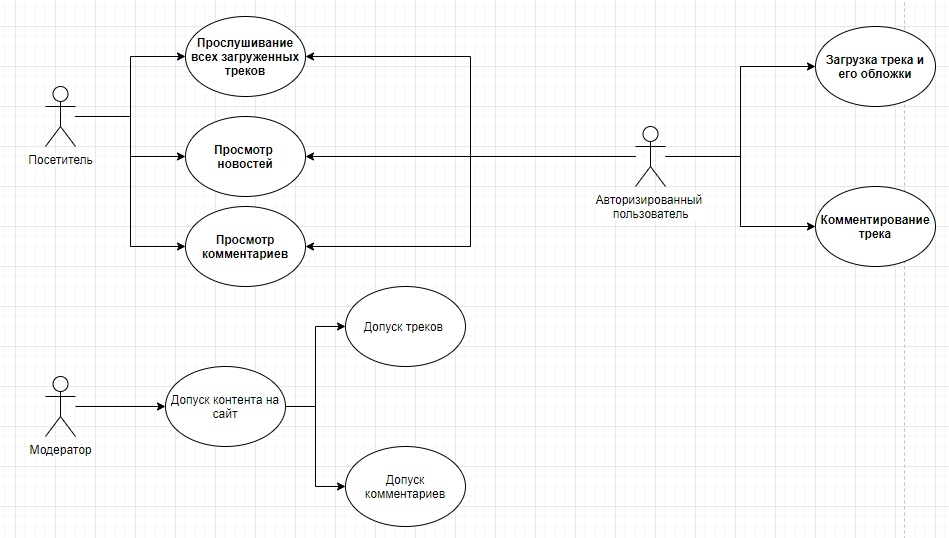 Прослушивание
всех загруженных
треков
Загрузка трека и
его обложки
Посетитель
Просмотр
новостей
Авторизированный
пользователь
Просмотр
комментариев
Комментирование
трека
Допуск треков
Допуск контента на
сайт
Модератор
Допуск
комментариев